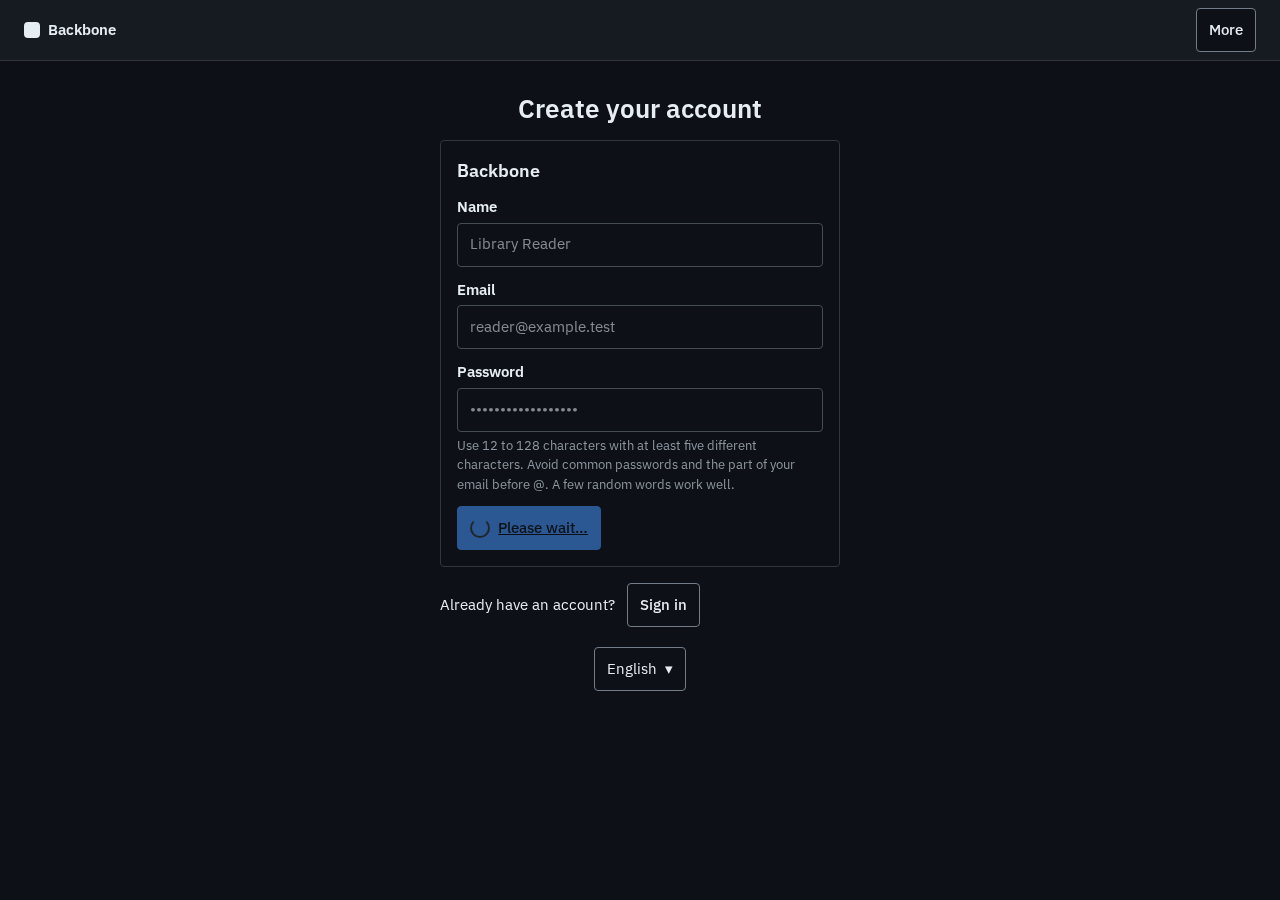 Backbone
More
Create your account
Backbone
Name
Library Reader
Email
reader@example.test
Password
••••••••••••••••••
Use 12 to 128 characters with at least five different
characters. Avoid common passwords and the part of your
email before @. A few random words work well.
Please wait…
Already have an account? Sign in
English ▾